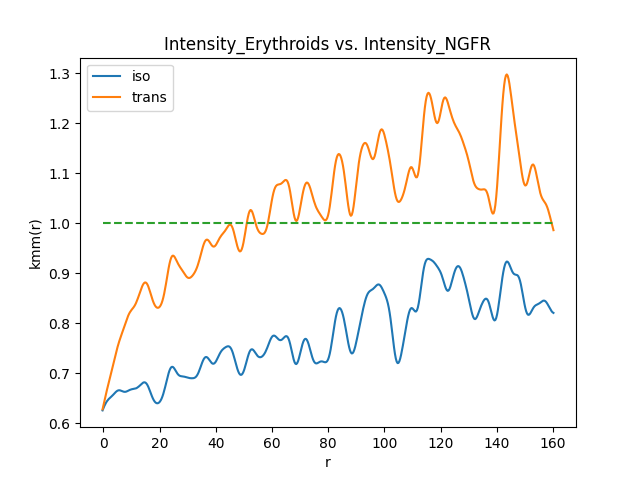 Intensity_Erythroids vs. Intensity_NGFR
iso
trans
1.3
1.2
1.1
1.0
0.9
0.8
0.7
0.6
kmm(r)
0 20 40 60 80 100 120 140 160
r